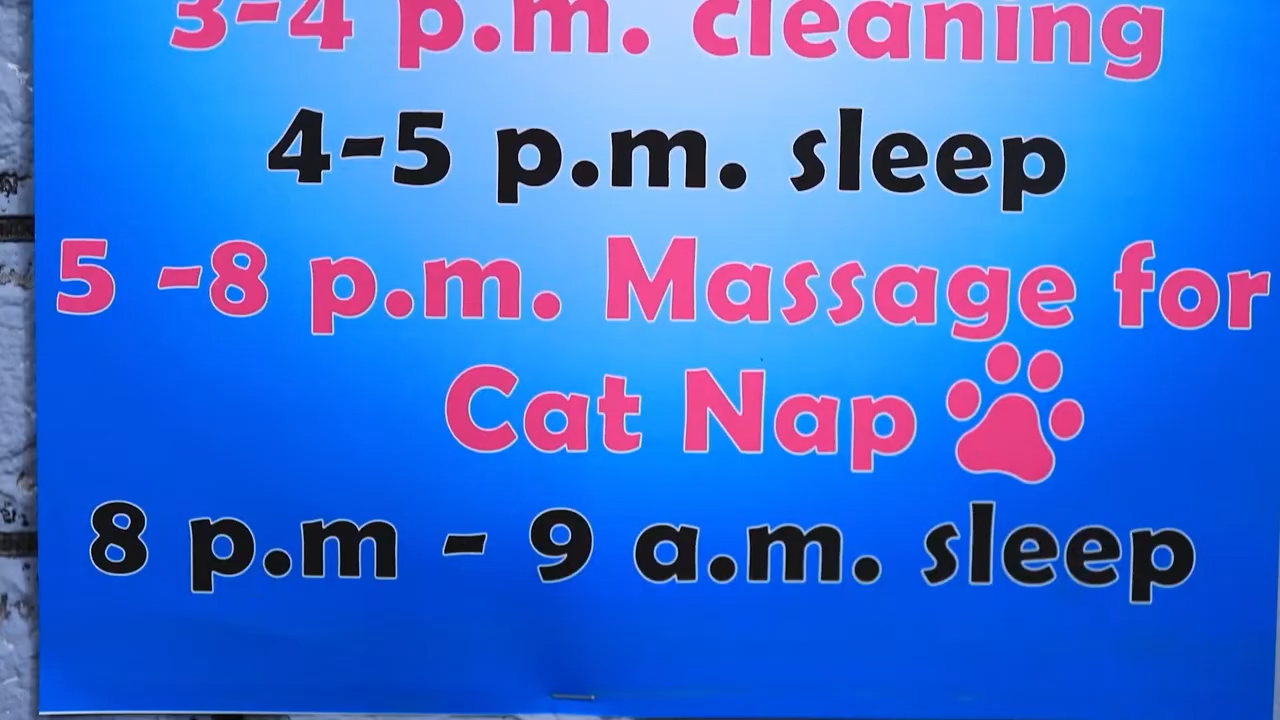 3-4 p.m. cleaning
4-5 p.m. sleep
5 -8 p.m. Massage for
Cat Nap
8 p.m - 9 a.m. sleep